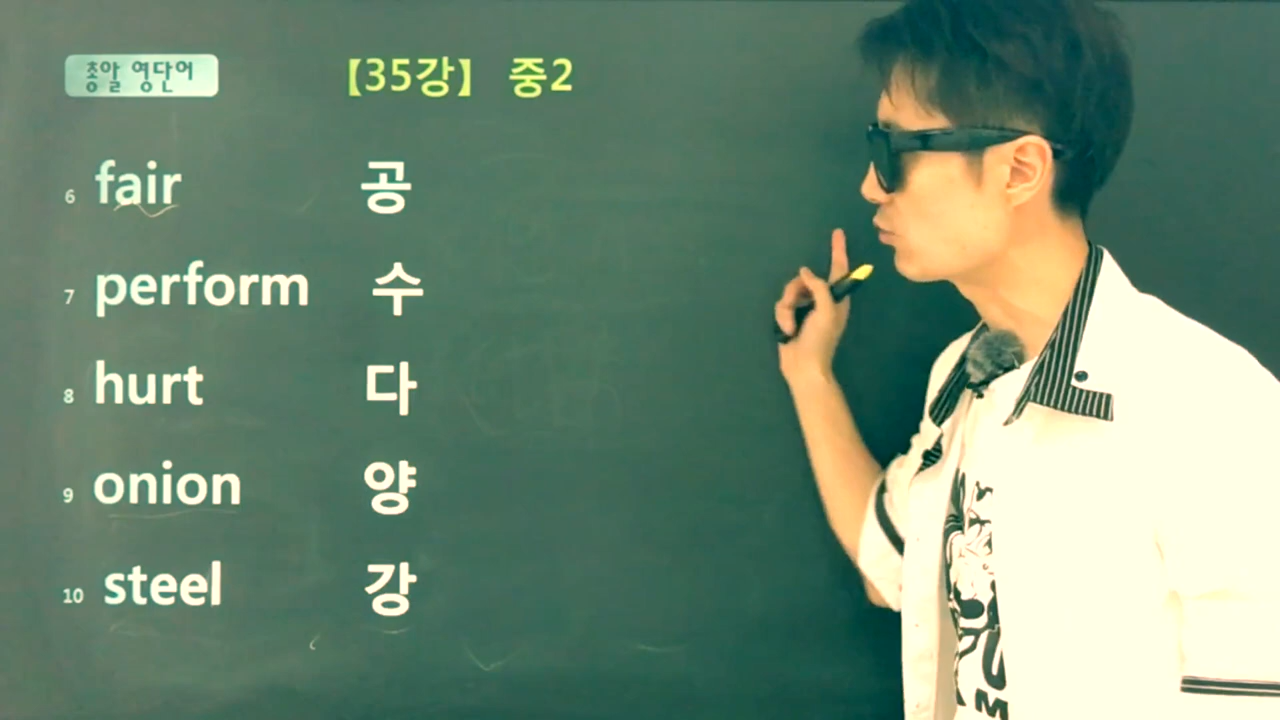 총알 영단어
【35강】 중2
6 fair 공
7 perform 수
8 hurt 다
9 onion 양
10 steel 강